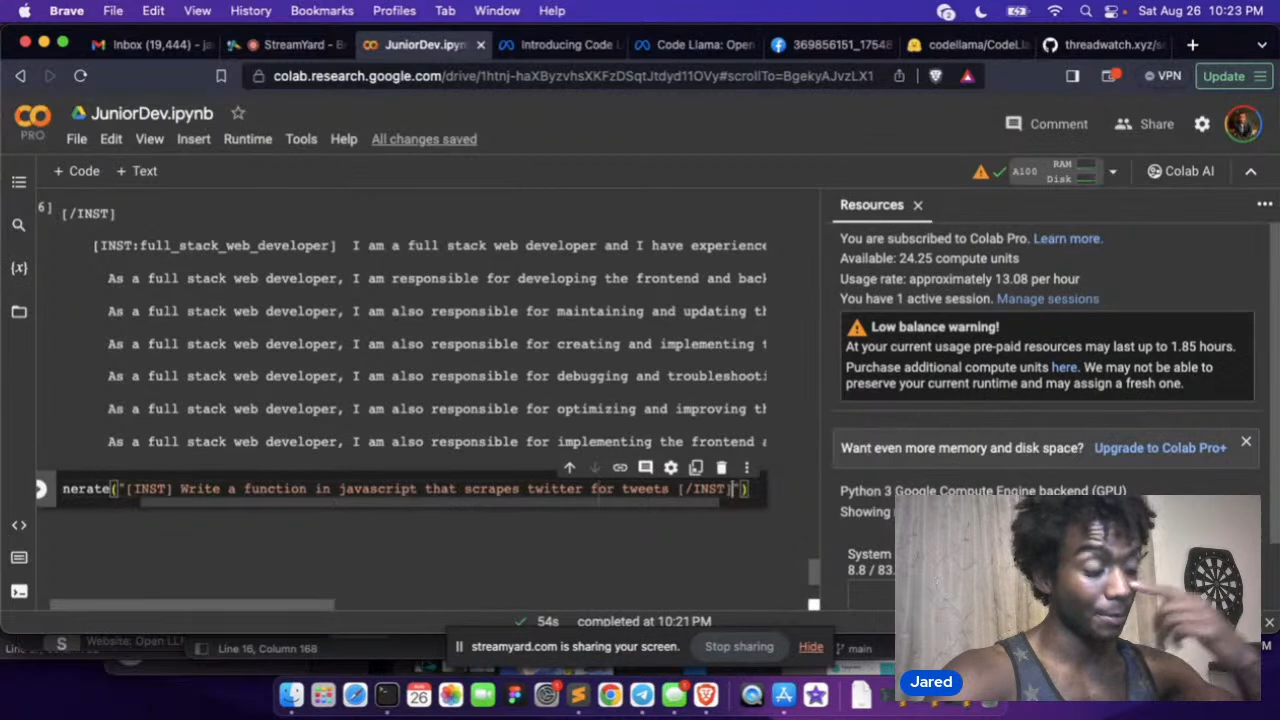 Brave File Edit View History Bookmarks Profiles Tab Window Help Sat Aug 26 10:23 PM
Inbox (19,444) - ja StreamYard - B JuniorDev.ipyn Introducing Code L Code Llama: Open 369856151_17548 codellama/CodeLla threadwatch.xyz/s
colab.research.google.com/drive/1htnj-haXByzvhsXKFzDSqtJtdyd11OVy#scrollTo=BgekyAJvzLX1 VPN Update
JuniorDev.ipynb
PRO File Edit View Insert Runtime Tools Help All changes saved Comment Share
+ Code + Text A100 RAM Disk Colab AI
6] [/INST]
[INST:full_stack_web_developer] I am a full stack web developer and I have experience
As a full stack web developer, I am responsible for developing the frontend and back
As a full stack web developer, I am also responsible for maintaining and updating th
As a full stack web developer, I am also responsible for creating and implementing t
As a full stack web developer, I am also responsible for debugging and troubleshooti
As a full stack web developer, I am also responsible for optimizing and improving th
As a full stack web developer, I am also responsible for implementing the frontend a
nerate("[INST] Write a function in javascript that scrapes twitter for tweets [/INST]")
54s completed at 10:21 PM
Resources
You are subscribed to Colab Pro. Learn more.
Available: 24.25 compute units
Usage rate: approximately 13.08 per hour
You have 1 active session. Manage sessions
Low balance warning!
At your current usage pre-paid resources may last up to 1.85 hours.
Purchase additional compute units here. We may not be able to
preserve your current runtime and may assign a fresh one.
Want even more memory and disk space? Upgrade to Colab Pro+
Python 3 Google Compute Engine backend (GPU)
Showing
System
8.8 / 83.
S Website: Open LL
Line 16, Column 168
streamyard.com is sharing your screen. Stop sharing Hide
main
Jared
26